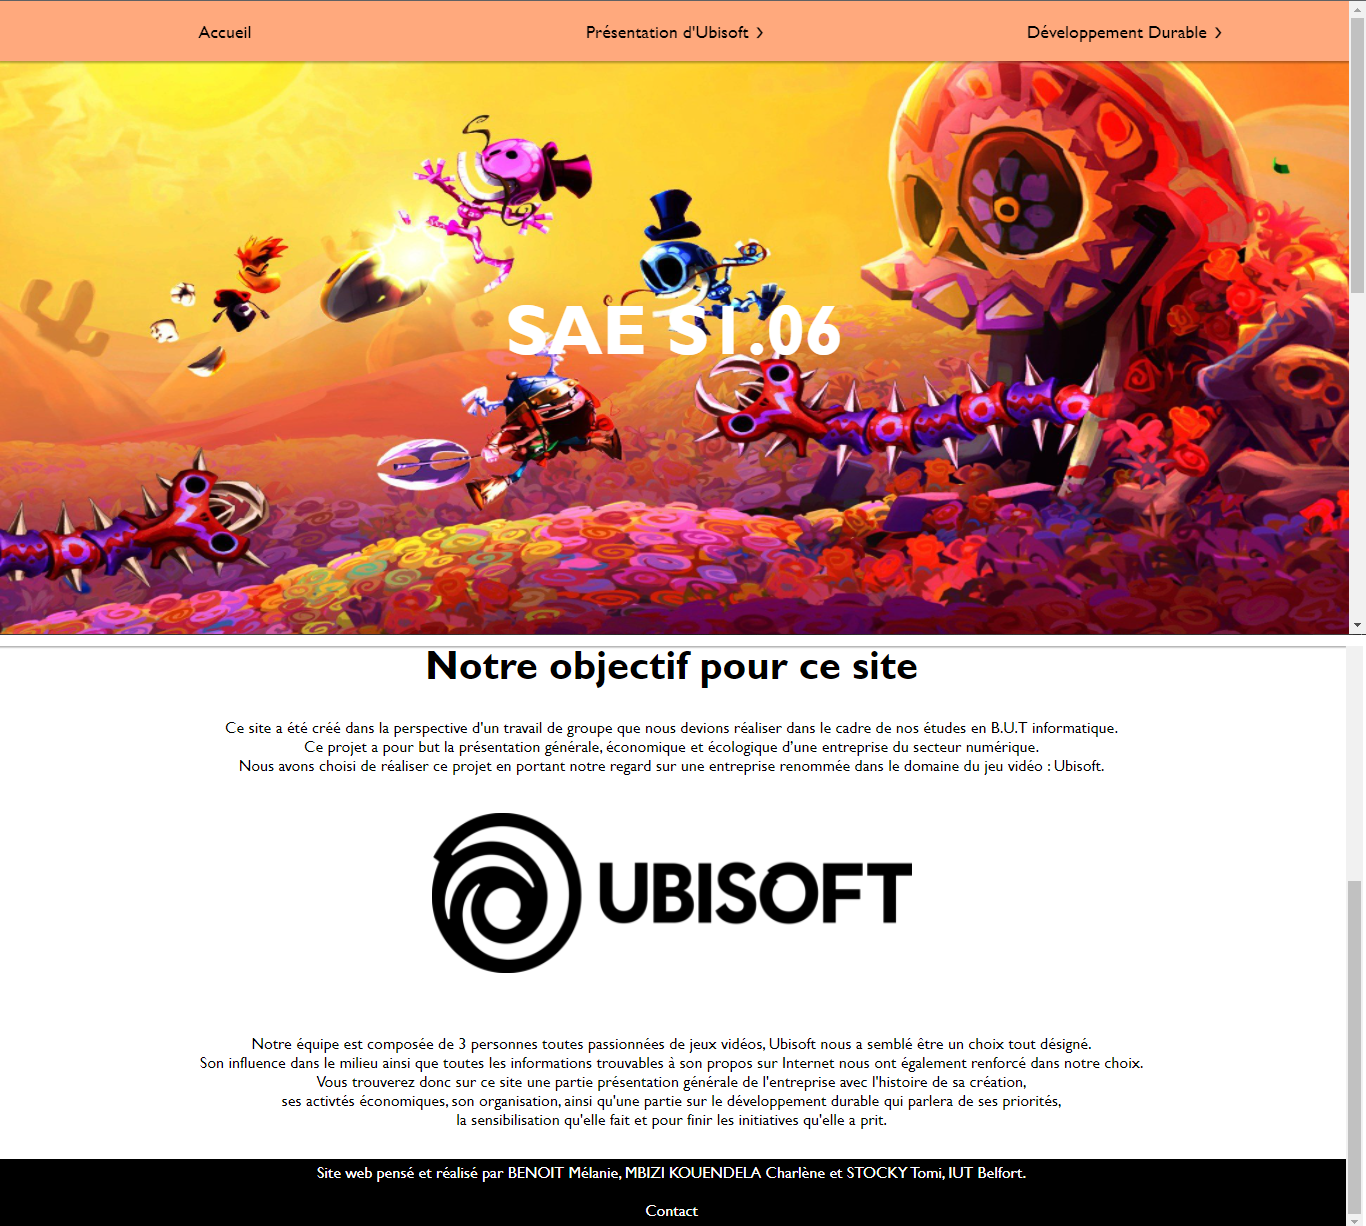 Accueil
Présentation d'Ubisoft >
Développement Durable >
SAE S1.06
Notre objectif pour ce site
Ce site a été créé dans la perspective d'un travail de groupe que nous devions réaliser dans le cadre de nos études en B.U.T informatique.
Ce projet a pour but la présentation générale, économique et écologique d’une entreprise du secteur numérique.
Nous avons choisi de réaliser ce projet en portant notre regard sur une entreprise renommée dans le domaine du jeu vidéo : Ubisoft.
UBISOFT
Notre équipe est composée de 3 personnes toutes passionnées de jeux vidéos, Ubisoft nous a semblé être un choix tout désigné.
Son influence dans le milieu ainsi que toutes les informations trouvables à son propos sur Internet nous ont également renforcé dans notre choix.
Vous trouverez donc sur ce site une partie présentation générale de l'entreprise avec l'histoire de sa création,
ses activtés économiques, son organisation, ainsi qu'une partie sur le développement durable qui parlera de ses priorités,
la sensibilisation qu'elle fait et pour finir les initiatives qu'elle a prit.
Site web pensé et réalisé par BENOIT Mélanie, MBIZI KOUENDELA Charlène et STOCKY Tomi, IUT Belfort.
Contact